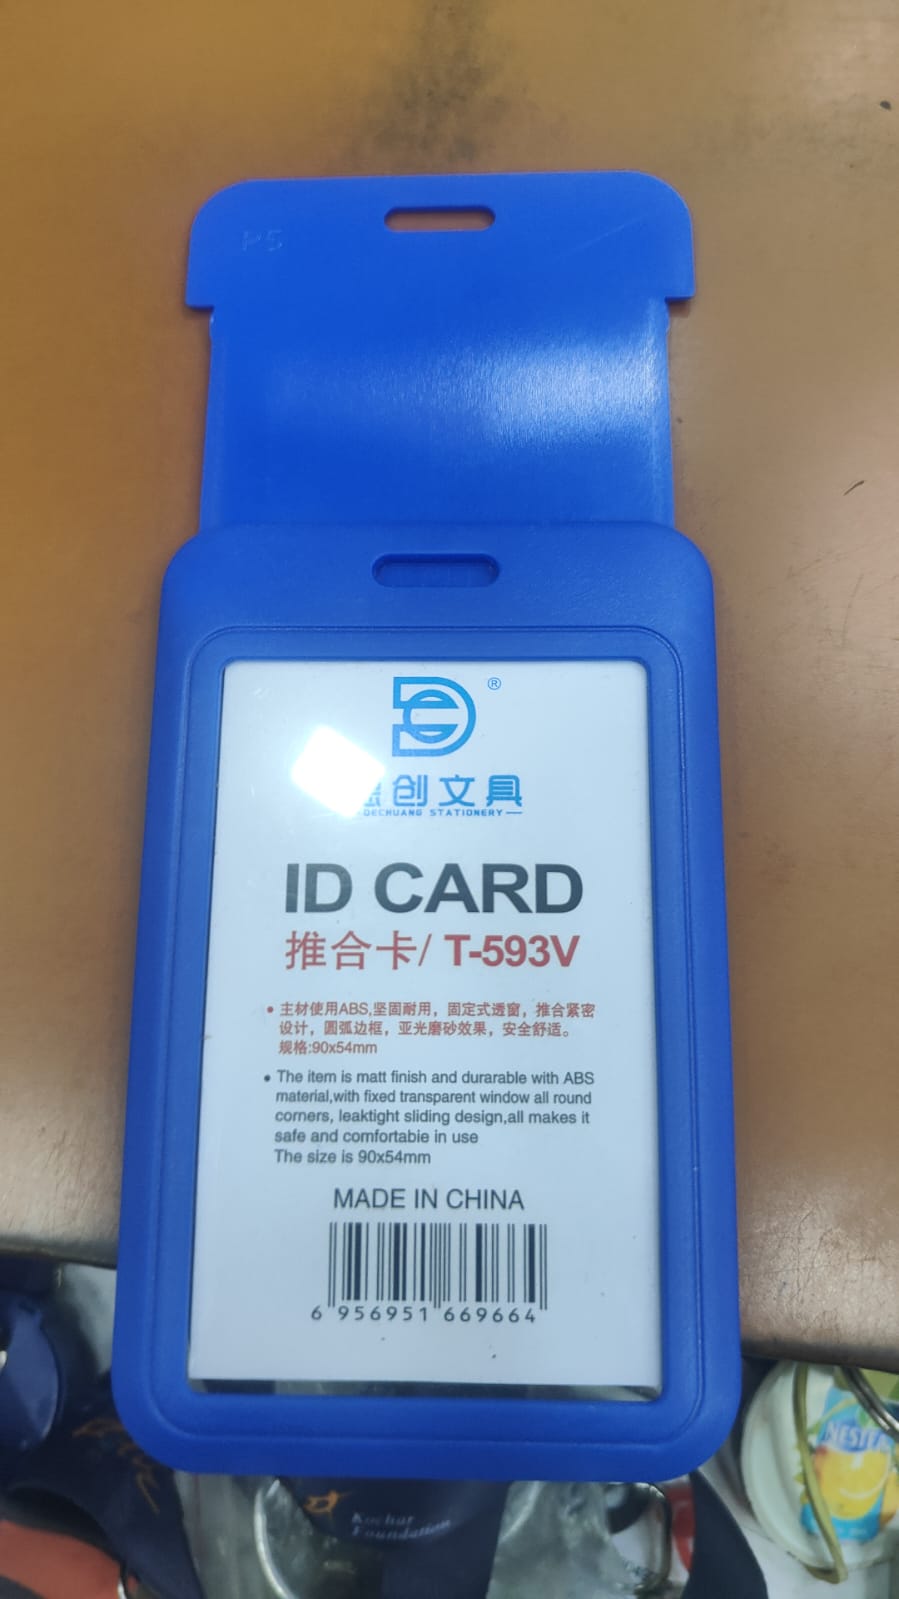 P5
®
创文具
DECHUANG STATIONERY
ID CARD
推合卡/ T-593V
• 主材使用ABS,坚固耐用，固定式透窗，推合紧密
设计，圆弧边框，亚光磨砂效果，安全舒适。
规格:90x54mm
• The item is matt finish and durarable with ABS
material,with fixed transparent window all round
corners, leaktight sliding design,all makes it
safe and comfortabie in use
The size is 90x54mm
MADE IN CHINA
6 956951 669664
Kochar
Foundation